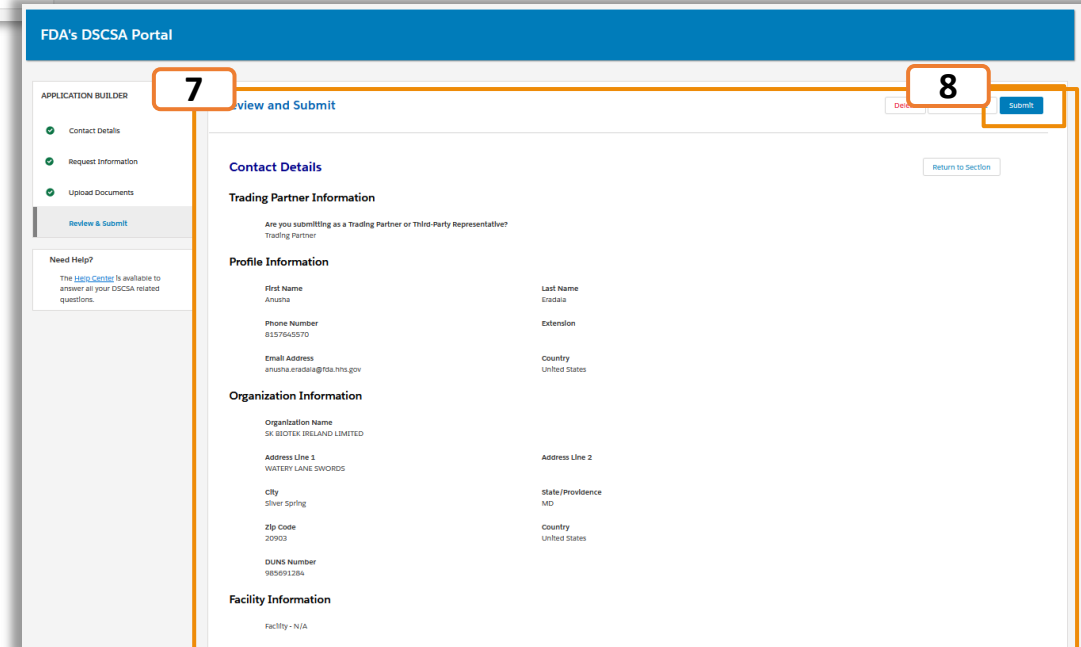 FDA's DSCSA Portal
7
8
APPLICATION BUILDER
eview and Submit
Dele
Submit
Contact Details
Request Information
Upload Documents
Review & Submit
Need Help?
The Help Center is available to
answer all your DSCSA related
questions.
Contact Details
Return to Section
Trading Partner Information
Are you submitting as a Trading Partner or Third-Party Representative?
Trading Partner
Profile Information
First Name
Last Name
Anusha
Eradala
Phone Number
Extension
8157645570
Email Address
Country
anusha.eradala@fda.hhs.gov
United States
Organization Information
Organization Name
SK BIOTEK IRELAND LIMITED
Address Line 1
Address Line 2
WATERY LANE SWORDS
City
State/Providence
Silver Spring
MD
Zip Code
Country
20903
United States
DUNS Number
985691284
Facility Information
Facility - N/A